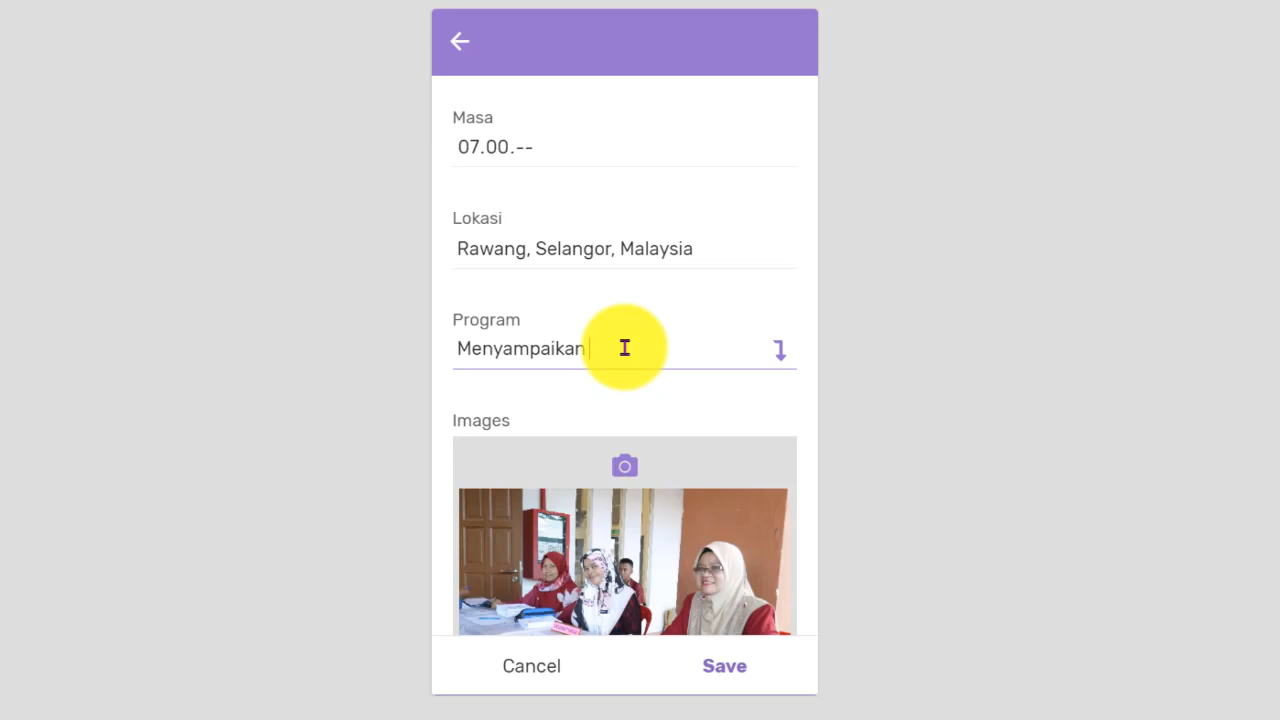 Masa
07.00.--
Lokasi
Rawang, Selangor, Malaysia
Program
Menyampaikan
Images
Cancel
Save